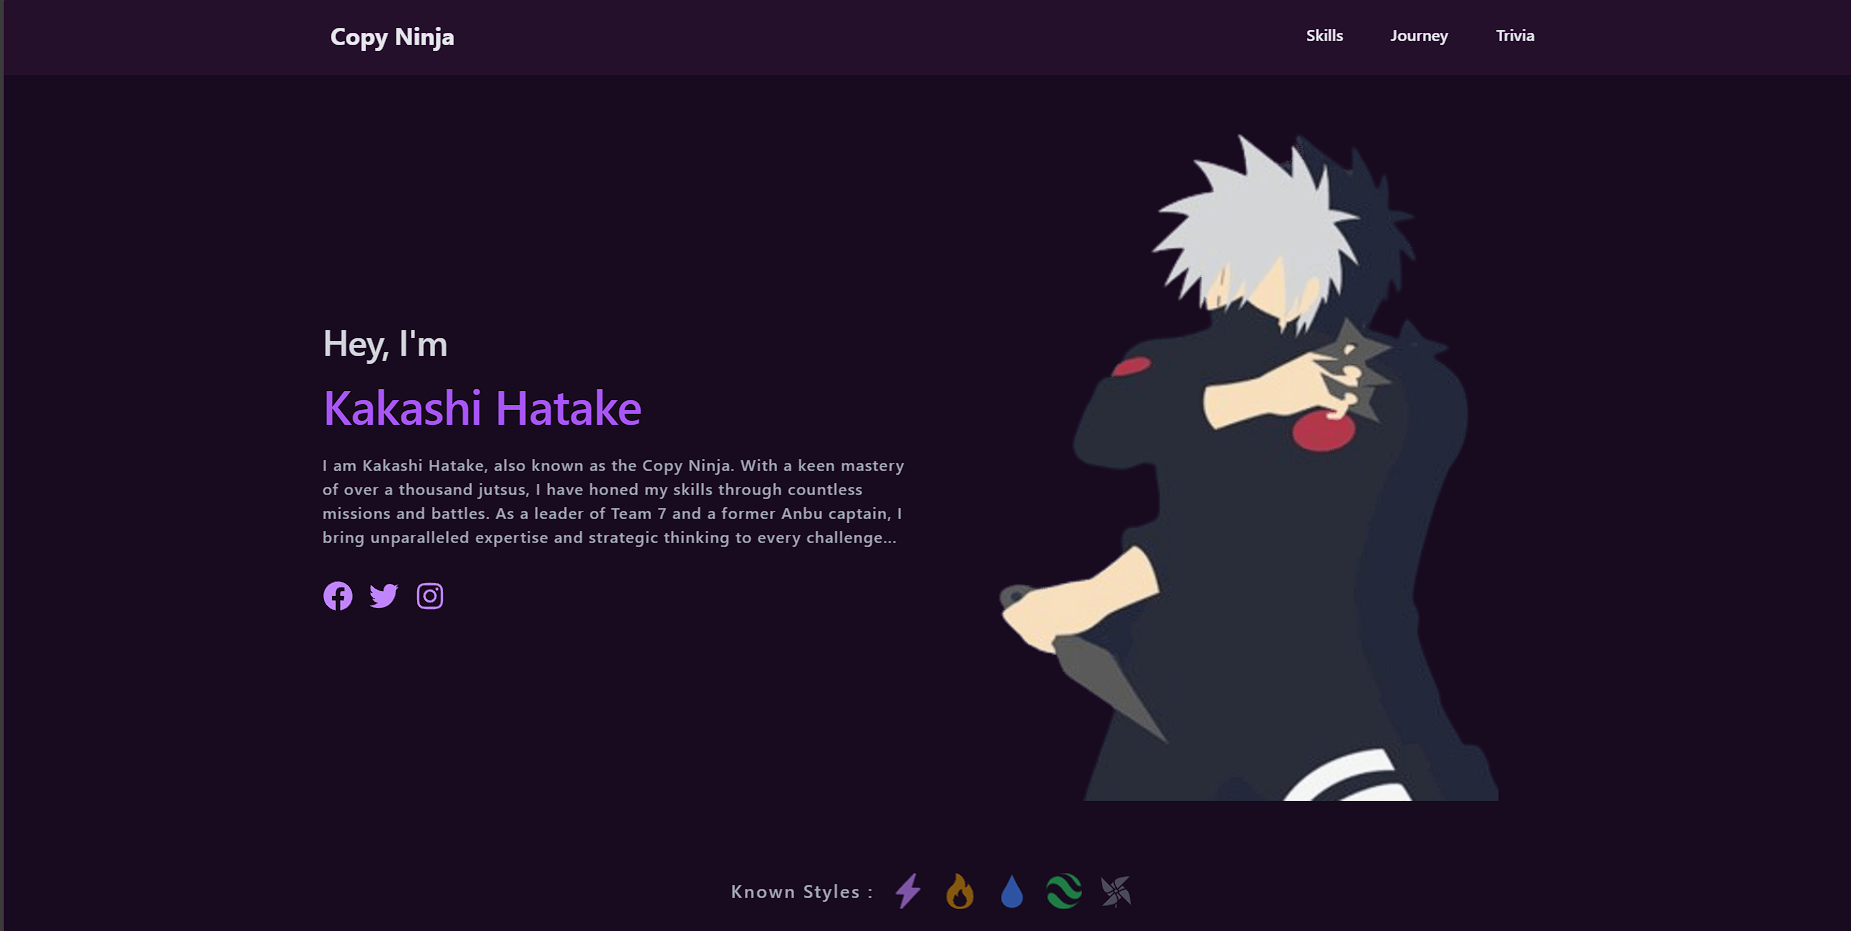 Copy Ninja
Skills
Journey
Trivia
Hey, I'm
Kakashi Hatake
I am Kakashi Hatake, also known as the Copy Ninja. With a keen mastery
of over a thousand jutsus, I have honed my skills through countless
missions and battles. As a leader of Team 7 and a former Anbu captain, I
bring unparalleled expertise and strategic thinking to every challenge...
Known Styles :